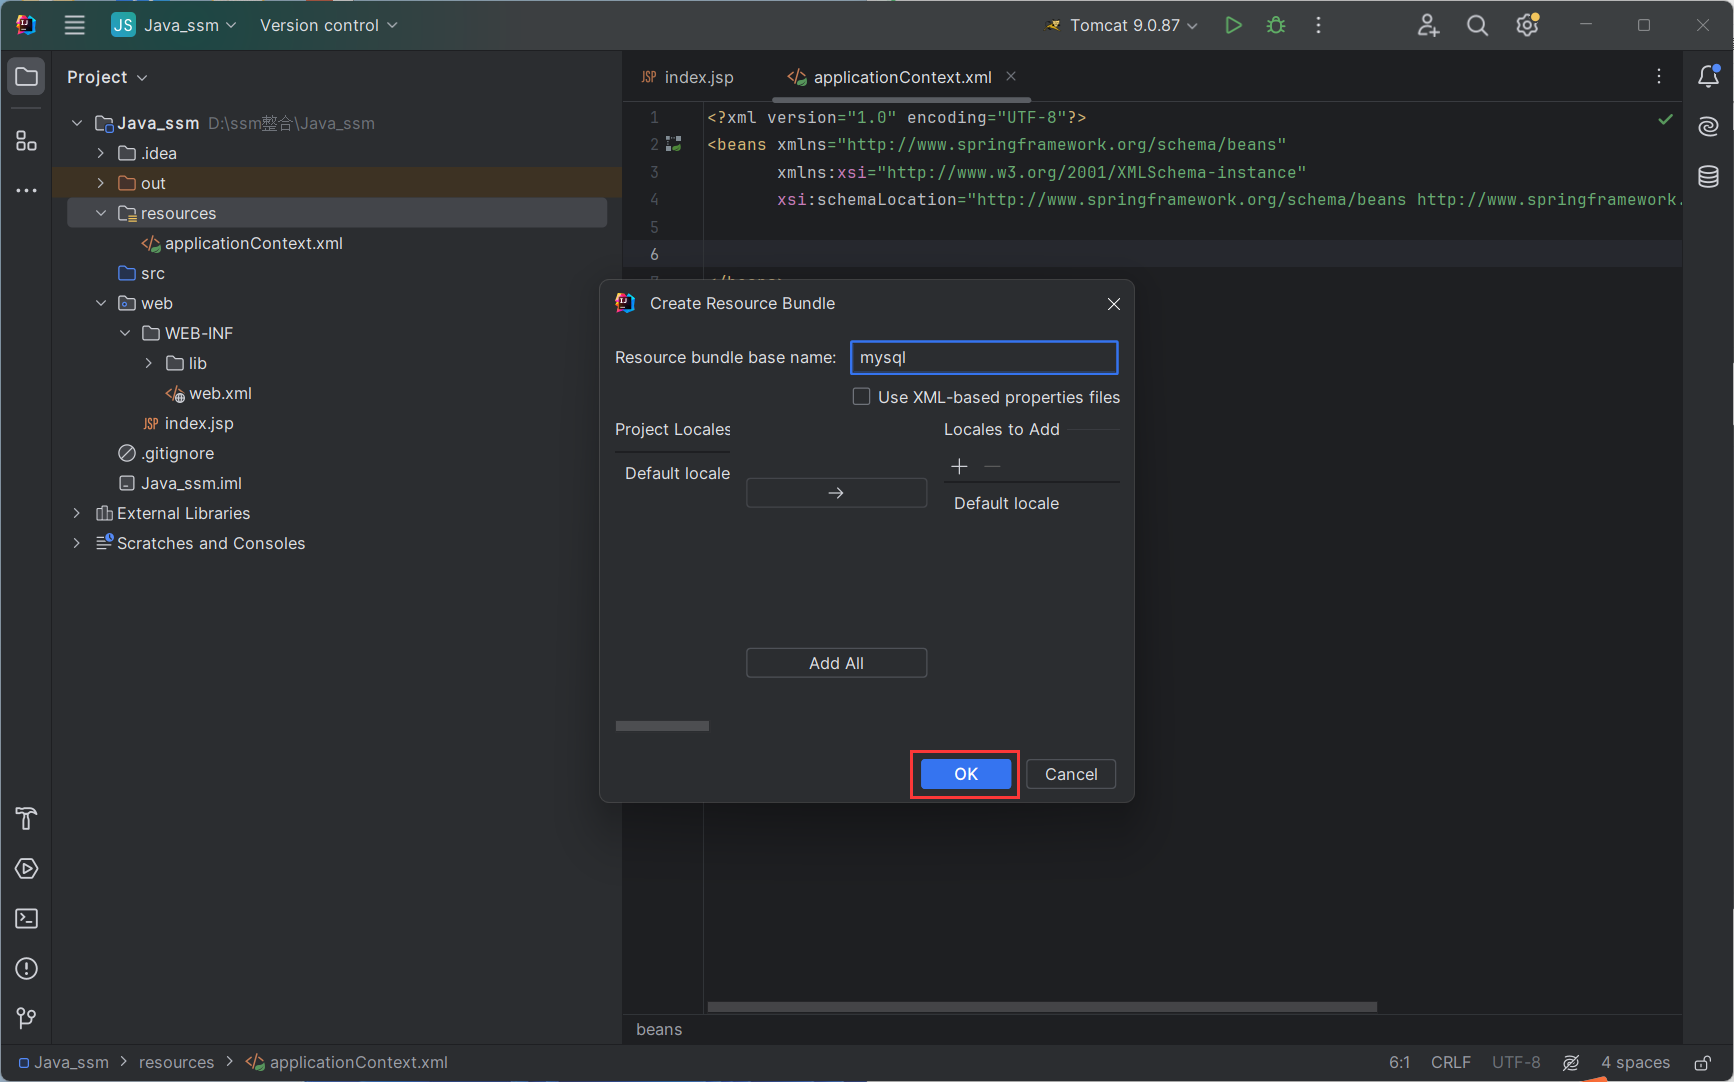 JS Java_ssm Version control Tomcat 9.0.87
Project
Java_ssm D:\ssm整合\Java_ssm
.idea
out
resources
applicationContext.xml
src
web
WEB-INF
lib
web.xml
JSP index.jsp
.gitignore
Java_ssm.iml
External Libraries
Scratches and Consoles
JSP index.jsp applicationContext.xml
1 <?xml version="1.0" encoding="UTF-8"?>
2 <beans xmlns="http://www.springframework.org/schema/beans"
3 xmlns:xsi="http://www.w3.org/2001/XMLSchema-instance"
4 xsi:schemaLocation="http://www.springframework.org/schema/beans http://www.springframework.
5
6
Create Resource Bundle
Resource bundle base name: mysql
Use XML-based properties files
Project Locales
Default locale
Locales to Add
Default locale
Add All
OK Cancel
beans
Java_ssm resources applicationContext.xml 6:1 CRLF UTF-8 4 spaces